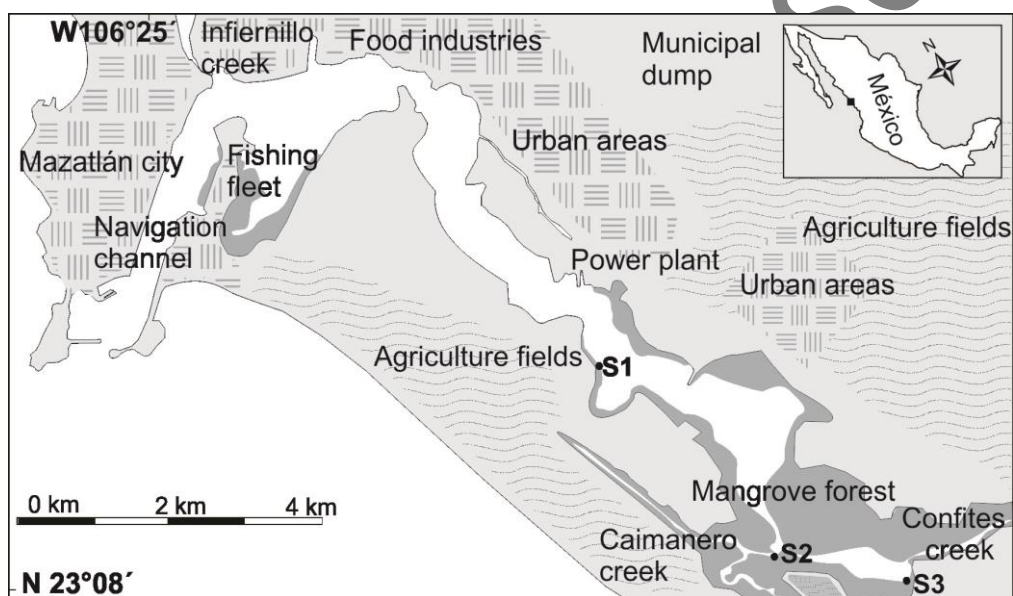 W106°25´
Infiernillo
creek
Food industries
Municipal
dump
N
México
Mazatlán city
Fishing
fleet
Urban areas
Navigation
channel
Agriculture fields
Power plant
Urban areas
Agriculture fields
S1
0 km 2 km 4 km
Mangrove forest
Confites
creek
Caimanero
creek
S2
S3
N 23°08´